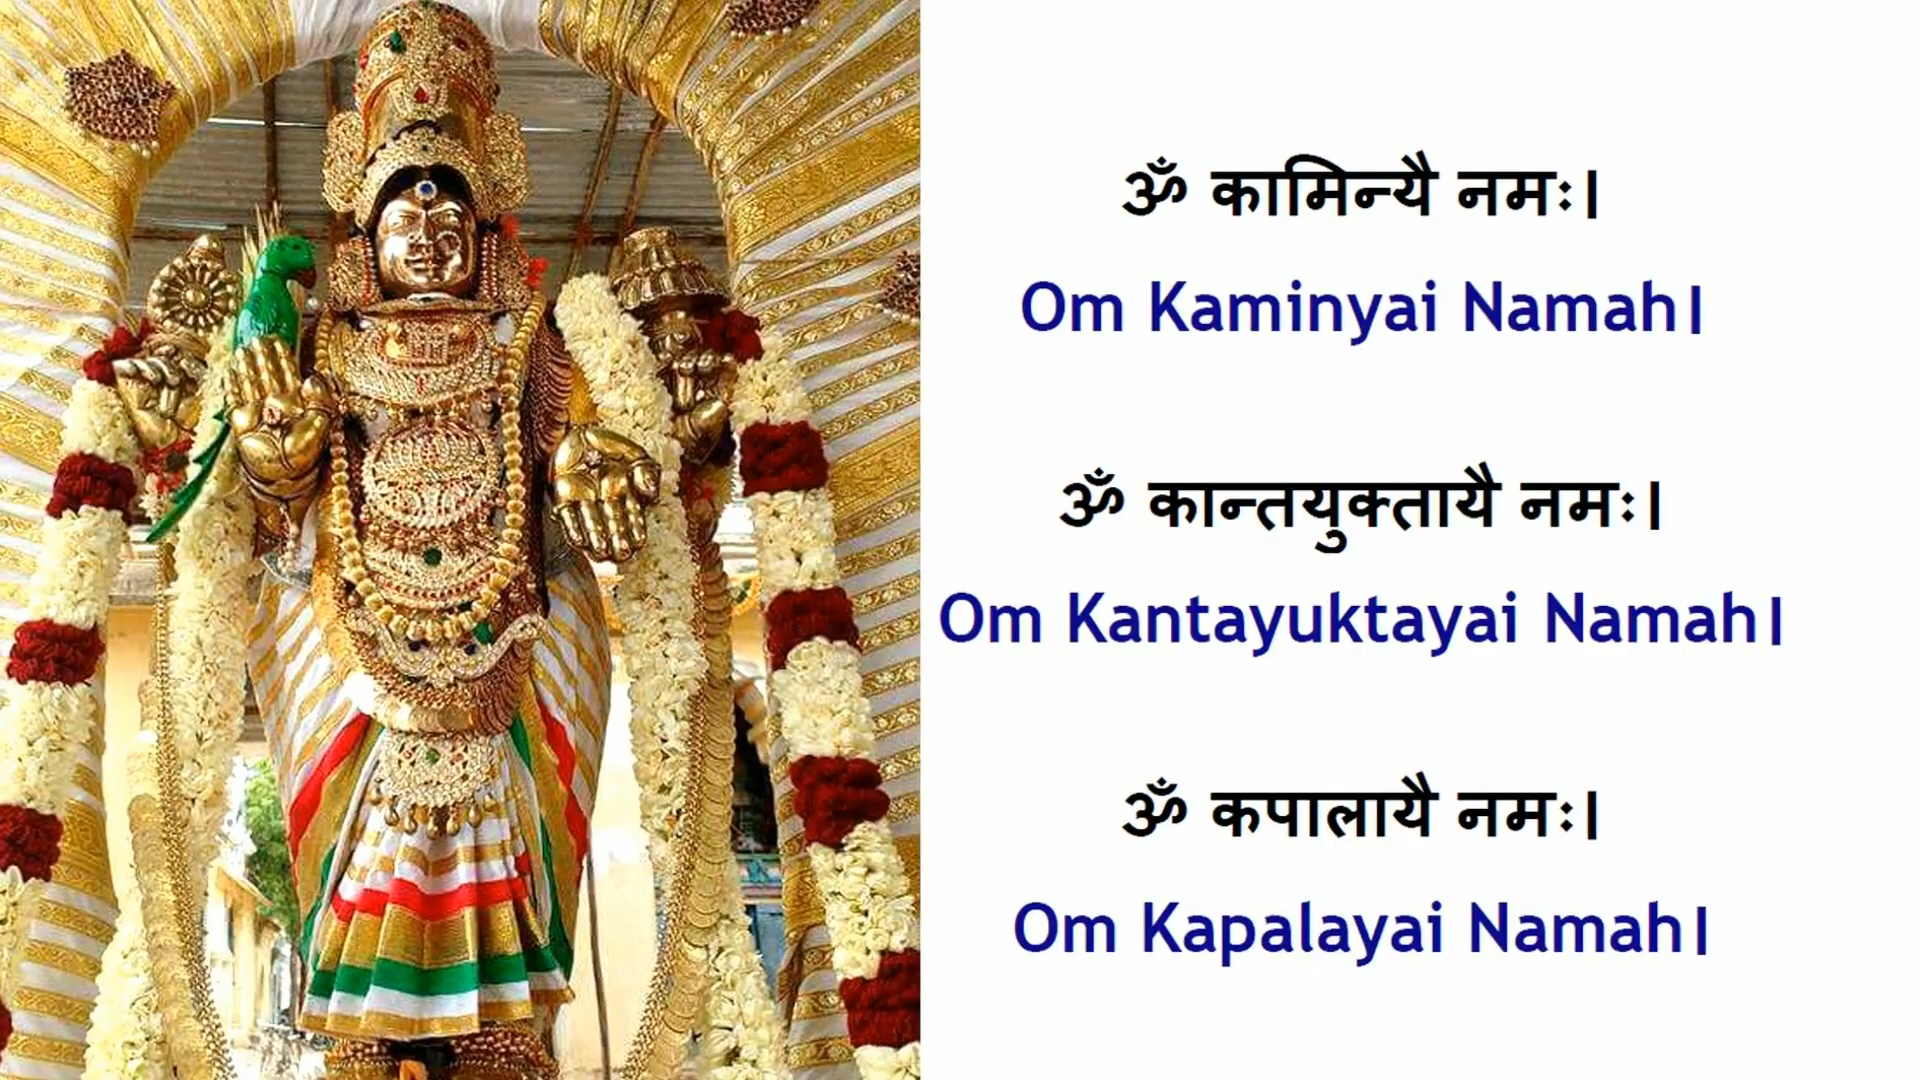 ॐ कामिन्यै नमः।
Om Kaminyai Namah।
ॐ कान्तयुक्तायै नमः।
Om Kantayuktayai Namah।
ॐ कपालायै नमः।
Om Kapalayai Namah।